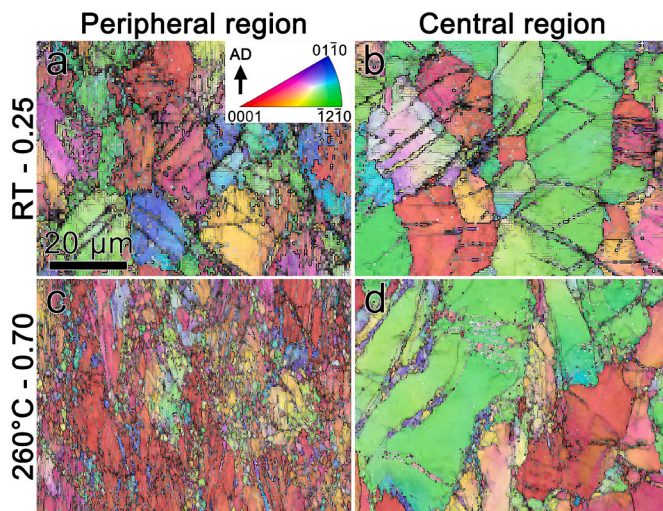 Peripheral region
Central region
RT - 0.25
a
AD
011̄0
0001
1̄21̄0
20 μm
b
260°C - 0.70
c
d